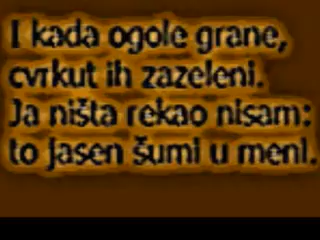 I kada ogole grane,
cvrkut ih zazeleni.
Ja ništa rekao nisam:
to jasen šumi u meni.